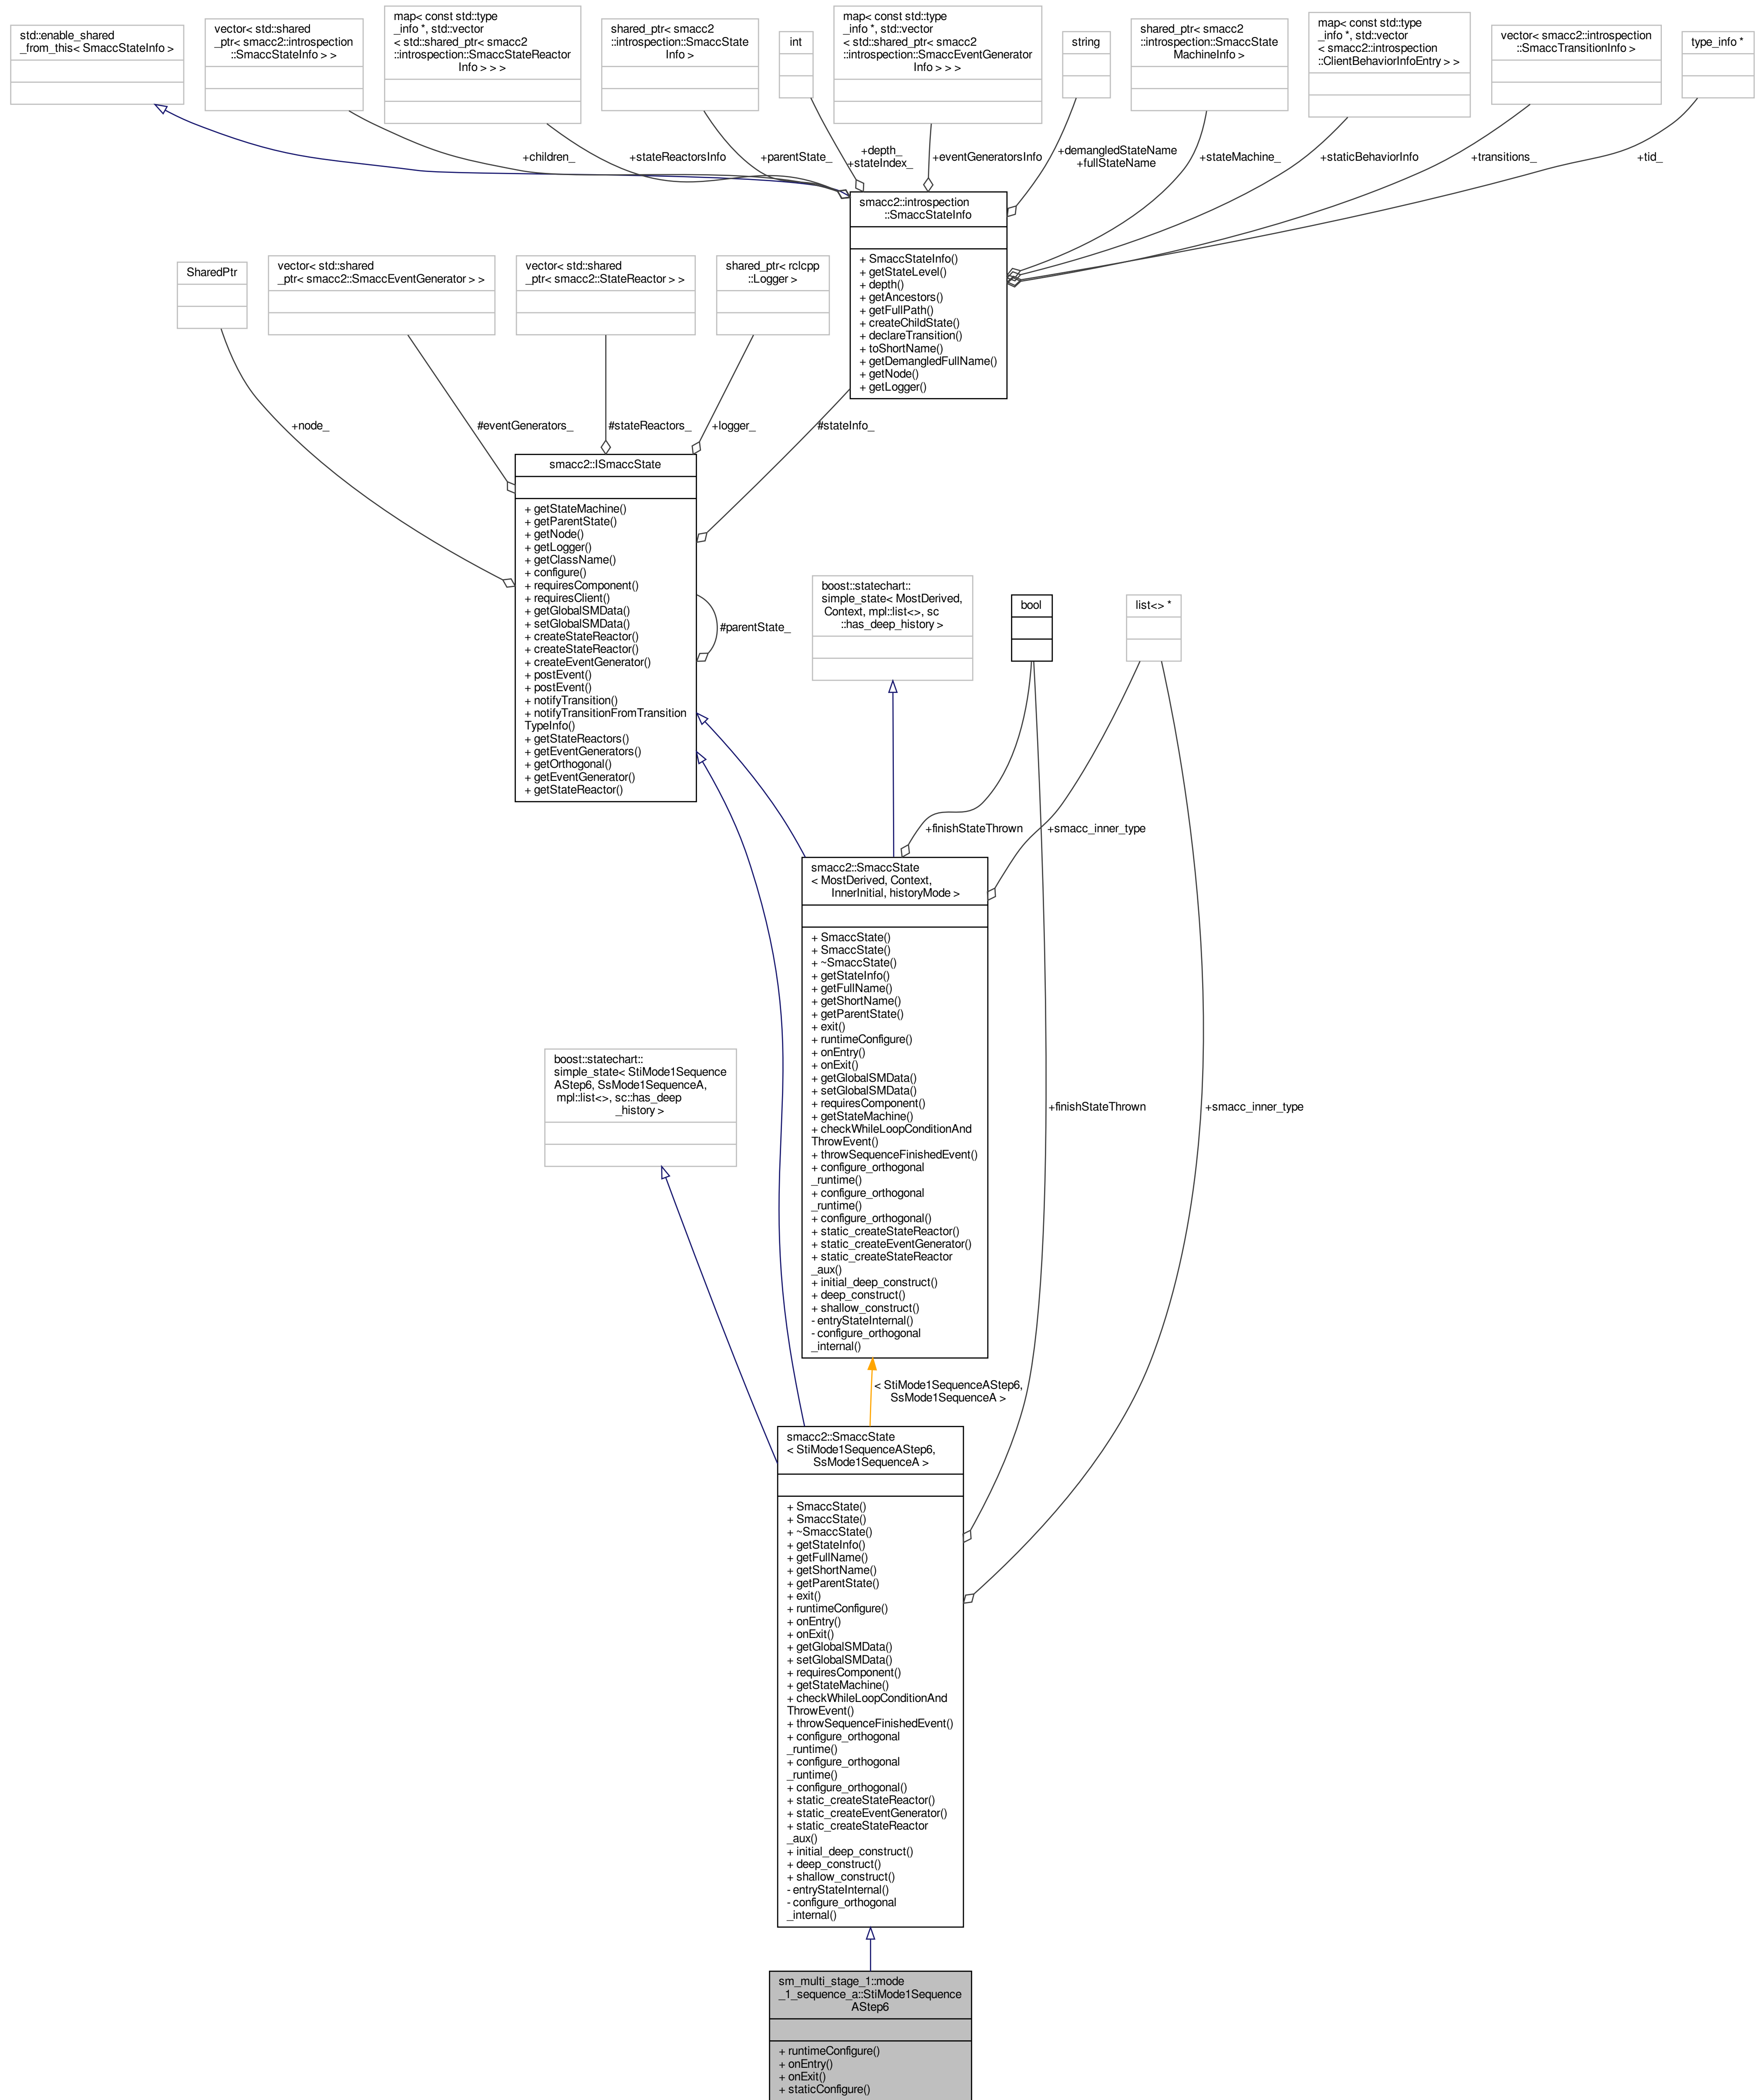 std::enable_shared
_from_this< SmaccStateInfo >
vector< std::shared
_ptr< smacc2::introspection
::SmaccStateInfo > >
map< const std::type
_info *, std::vector
< std::shared_ptr< smacc2
::introspection::SmaccStateReactor
Info > > >
shared_ptr< smacc2
::introspection::SmaccState
Info >
int
map< const std::type
_info *, std::vector
< std::shared_ptr< smacc2
::introspection::SmaccEventGenerator
Info > > >
string
shared_ptr< smacc2
::introspection::SmaccState
MachineInfo >
map< const std::type
_info *, std::vector
< smacc2::introspection
::ClientBehaviorInfoEntry > >
vector< smacc2::introspection
::SmaccTransitionInfo >
type_info *
+children_
+stateReactorsInfo
+parentState_
+depth_
+stateIndex_
+eventGeneratorsInfo
+demangledStateName
+fullStateName
+stateMachine_
+staticBehaviorInfo
+transitions_
+tid_
smacc2::introspection
::SmaccStateInfo
+ SmaccStateInfo()
+ getStateLevel()
+ depth()
+ getAncestors()
+ getFullPath()
+ createChildState()
+ declareTransition()
+ toShortName()
+ getDemangledFullName()
+ getNode()
+ getLogger()
SharedPtr
vector< std::shared
_ptr< smacc2::SmaccEventGenerator > >
vector< std::shared
_ptr< smacc2::StateReactor > >
shared_ptr< rclcpp
::Logger >
+node_
#eventGenerators_
#stateReactors_
+logger_
#stateInfo_
smacc2::ISmaccState
+ getStateMachine()
+ getParentState()
+ getNode()
+ getLogger()
+ getClassName()
+ configure()
+ requiresComponent()
+ requiresClient()
+ getGlobalSMData()
+ setGlobalSMData()
+ createStateReactor()
+ createStateReactor()
+ createEventGenerator()
+ postEvent()
+ postEvent()
+ notifyTransition()
+ notifyTransitionFromTransition
TypeInfo()
+ getStateReactors()
+ getEventGenerators()
+ getOrthogonal()
+ getEventGenerator()
+ getStateReactor()
#parentState_
boost::statechart::
simple_state< MostDerived,
Context, mpl::list<>, sc
::has_deep_history >
bool
list<> *
+finishStateThrown
+smacc_inner_type
smacc2::SmaccState
< MostDerived, Context,
InnerInitial, historyMode >
+ SmaccState()
+ SmaccState()
+ ~SmaccState()
+ getStateInfo()
+ getFullName()
+ getShortName()
+ getParentState()
+ exit()
+ runtimeConfigure()
+ onEntry()
+ onExit()
+ getGlobalSMData()
+ setGlobalSMData()
+ requiresComponent()
+ getStateMachine()
+ checkWhileLoopConditionAnd
ThrowEvent()
+ throwSequenceFinishedEvent()
+ configure_orthogonal
_runtime()
+ configure_orthogonal
_runtime()
+ configure_orthogonal()
+ static_createStateReactor()
+ static_createEventGenerator()
+ static_createStateReactor
_aux()
+ initial_deep_construct()
+ deep_construct()
+ shallow_construct()
- entryStateInternal()
- configure_orthogonal
_internal()
boost::statechart::
simple_state< StiMode1Sequence
AStep6, SsMode1SequenceA,
mpl::list<>, sc::has_deep
_history >
+finishStateThrown
+smacc_inner_type
< StiMode1SequenceAStep6,
SsMode1SequenceA >
smacc2::SmaccState
< StiMode1SequenceAStep6,
SsMode1SequenceA >
+ SmaccState()
+ SmaccState()
+ ~SmaccState()
+ getStateInfo()
+ getFullName()
+ getShortName()
+ getParentState()
+ exit()
+ runtimeConfigure()
+ onEntry()
+ onExit()
+ getGlobalSMData()
+ setGlobalSMData()
+ requiresComponent()
+ getStateMachine()
+ checkWhileLoopConditionAnd
ThrowEvent()
+ throwSequenceFinishedEvent()
+ configure_orthogonal
_runtime()
+ configure_orthogonal
_runtime()
+ configure_orthogonal()
+ static_createStateReactor()
+ static_createEventGenerator()
+ static_createStateReactor
_aux()
+ initial_deep_construct()
+ deep_construct()
+ shallow_construct()
- entryStateInternal()
- configure_orthogonal
_internal()
sm_multi_stage_1::mode
_1_sequence_a::StiMode1Sequence
AStep6
+ runtimeConfigure()
+ onEntry()
+ onExit()
+ staticConfigure()